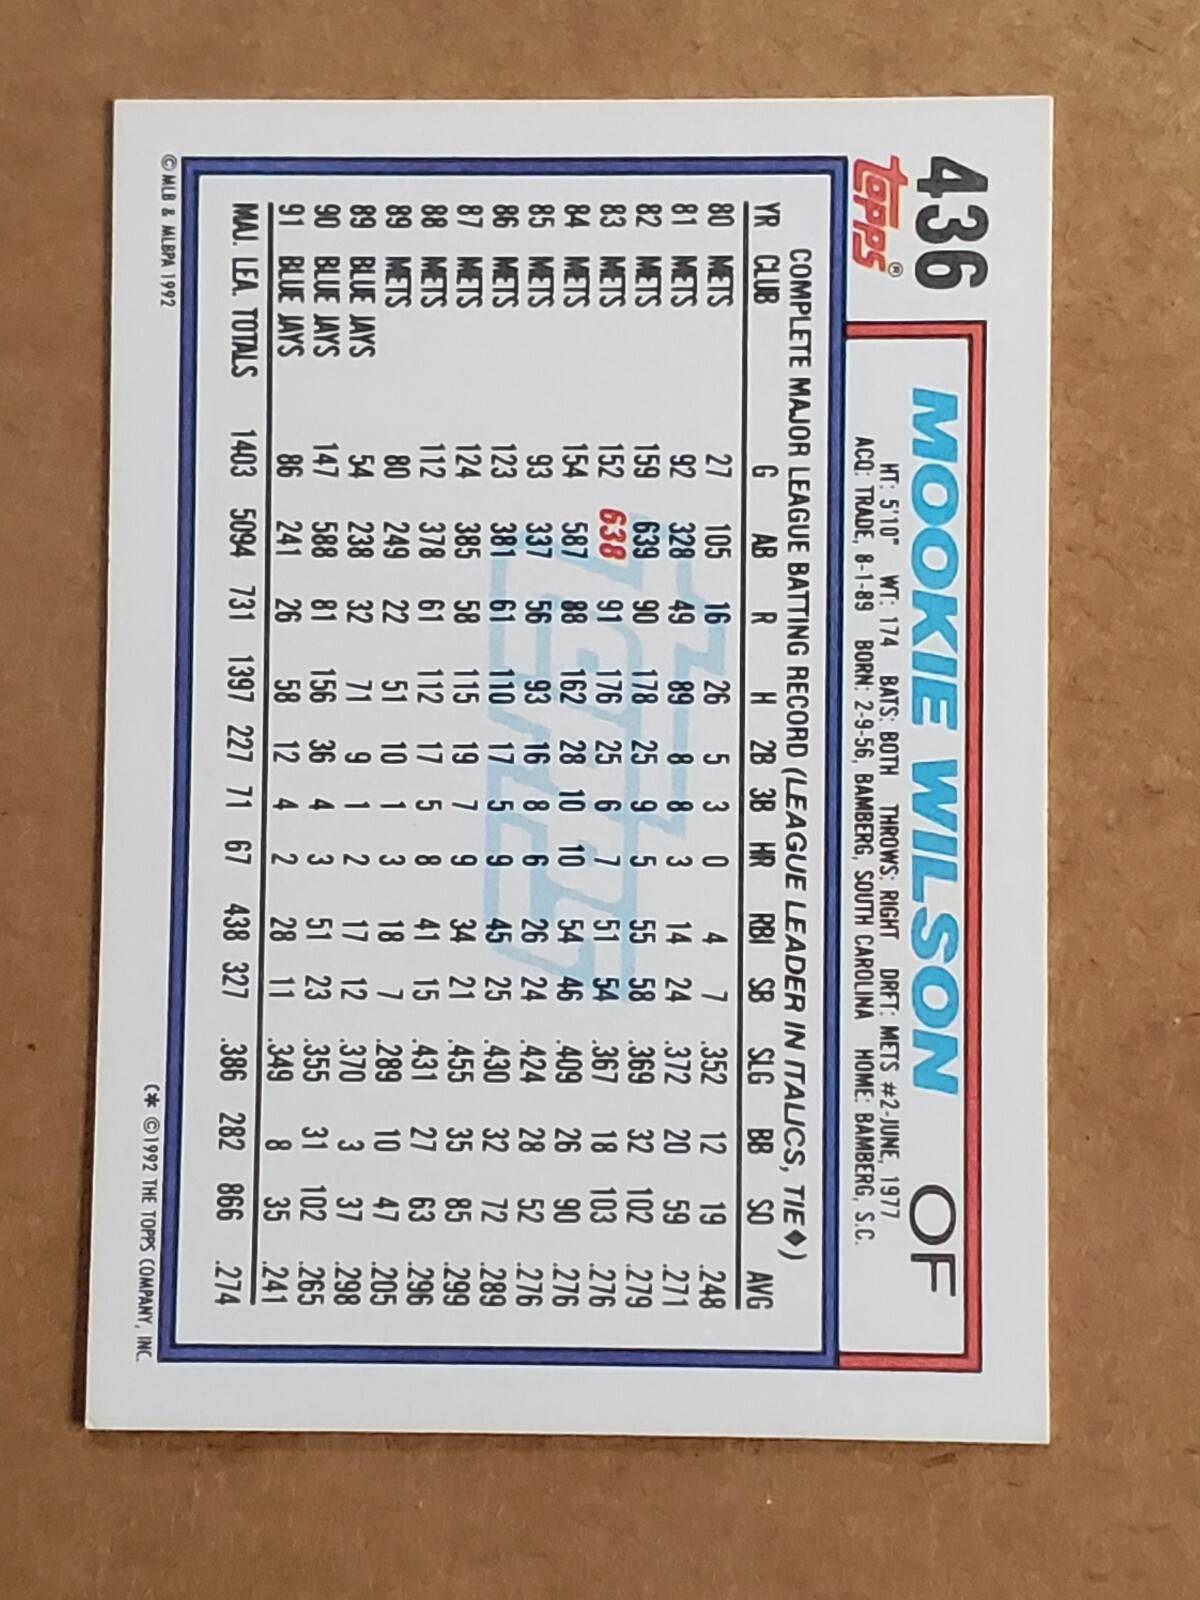 436 MOOKIE WILSON OF
Topps®
HT: 5'10" WT: 174 BATS: BOTH THROWS: RIGHT DRFT: METS #2-JUNE, 1977
ACQ: TRADE, 8-1-89 BORN: 2-9-56, BAMBERG, SOUTH CAROLINA HOME: BAMBERG, S.C.
COMPLETE MAJOR LEAGUE BATTING RECORD (LEAGUE LEADER IN ITALICS, TIE♦)
YR CLUB G AB R H 2B 3B HR RBI SB SLG BB SO AVG
80 METS 27 105 16 26 5 3 0 4 7 .352 12 19 .248
81 METS 92 328 49 89 8 8 3 14 24 .372 20 59 .271
82 METS 159 639 90 178 25 9 5 55 58 .369 32 102 .279
83 METS 152 638 91 176 25 6 7 51 54 .367 18 103 .276
84 METS 154 587 88 162 28 10 10 54 46 .409 26 90 .276
85 METS 93 337 56 93 16 8 6 26 24 .424 28 52 .276
86 METS 123 381 61 110 17 5 9 45 25 .430 32 72 .289
87 METS 124 385 58 115 19 7 9 34 21 .455 35 85 .299
88 METS 112 378 61 112 17 5 8 41 15 .431 27 63 .296
89 METS 80 249 22 51 10 1 3 18 7 .289 10 47 .205
89 BLUE JAYS 54 238 32 71 9 1 2 17 12 .370 3 37 .298
90 BLUE JAYS 147 588 81 156 36 4 3 51 23 .355 31 102 .265
91 BLUE JAYS 86 241 26 58 12 4 2 28 11 .349 8 35 .241
MAJ. LEA. TOTALS 1403 5094 731 1397 227 71 67 438 327 .386 282 866 .274
© MLB & MLBPA 1992 (* ©1992 THE TOPPS COMPANY, INC.